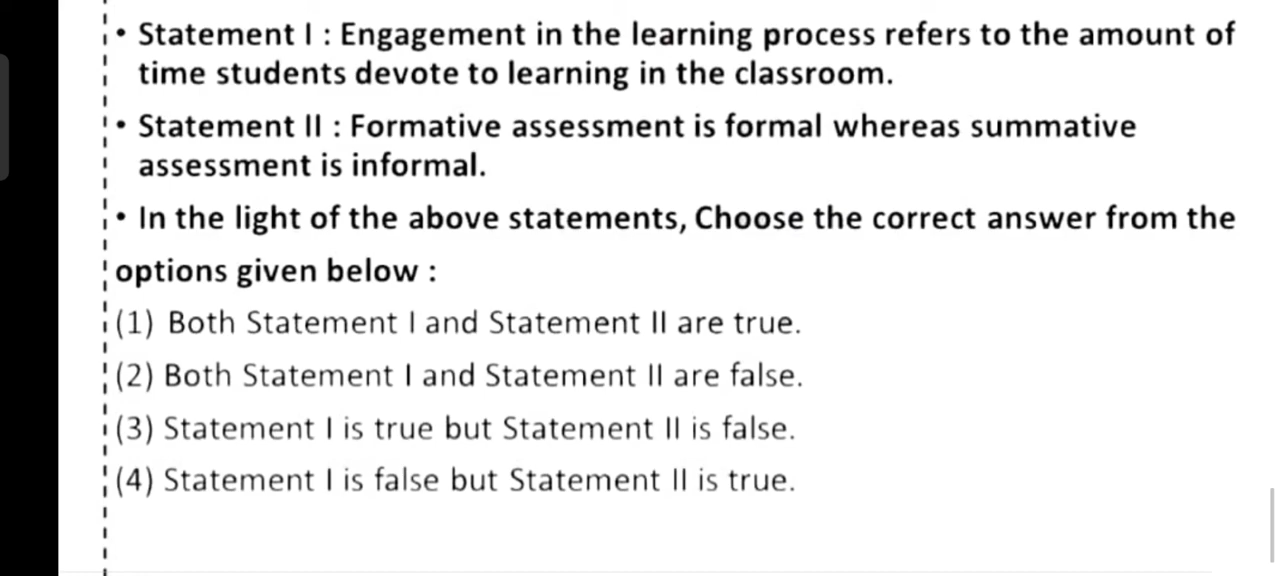 • Statement I : Engagement in the learning process refers to the amount of
time students devote to learning in the classroom.
• Statement II : Formative assessment is formal whereas summative
assessment is informal.
• In the light of the above statements, Choose the correct answer from the
options given below :
(1) Both Statement I and Statement II are true.
(2) Both Statement I and Statement II are false.
(3) Statement I is true but Statement II is false.
(4) Statement I is false but Statement II is true.